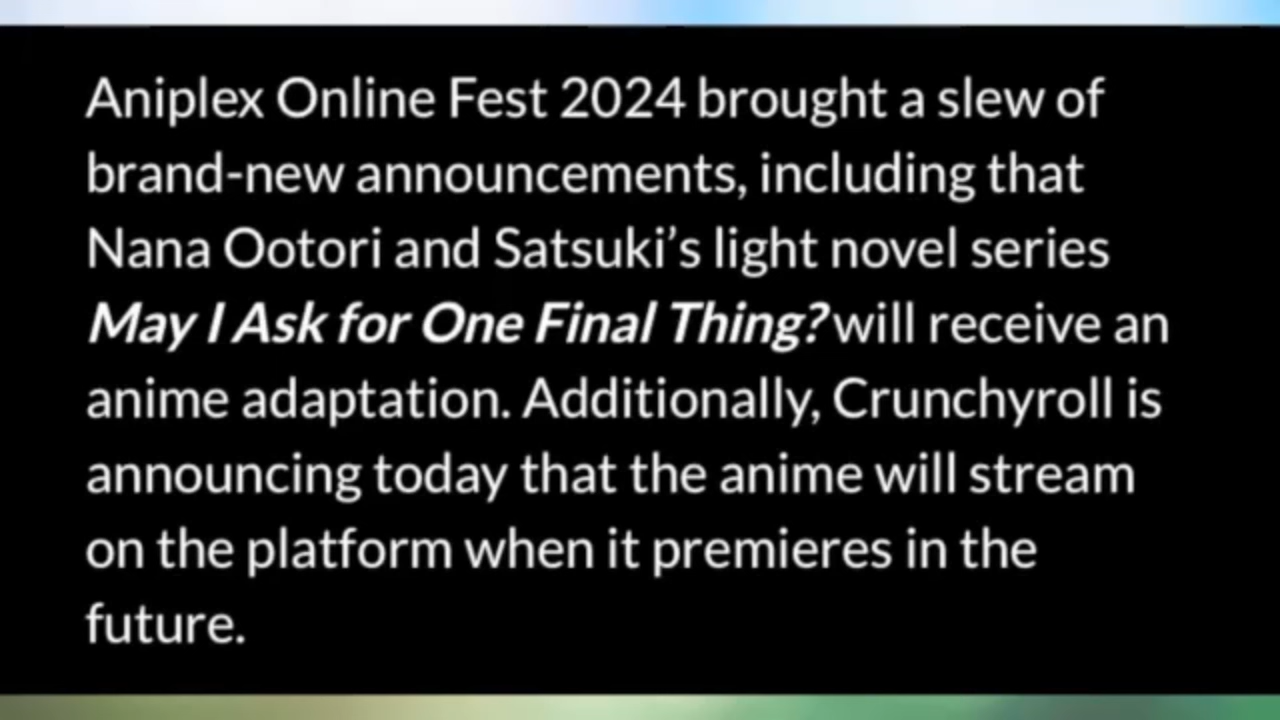 Aniplex Online Fest 2024 brought a slew of
brand-new announcements, including that
Nana Ootori and Satsuki’s light novel series
May I Ask for One Final Thing? will receive an
anime adaptation. Additionally, Crunchyroll is
announcing today that the anime will stream
on the platform when it premieres in the
future.